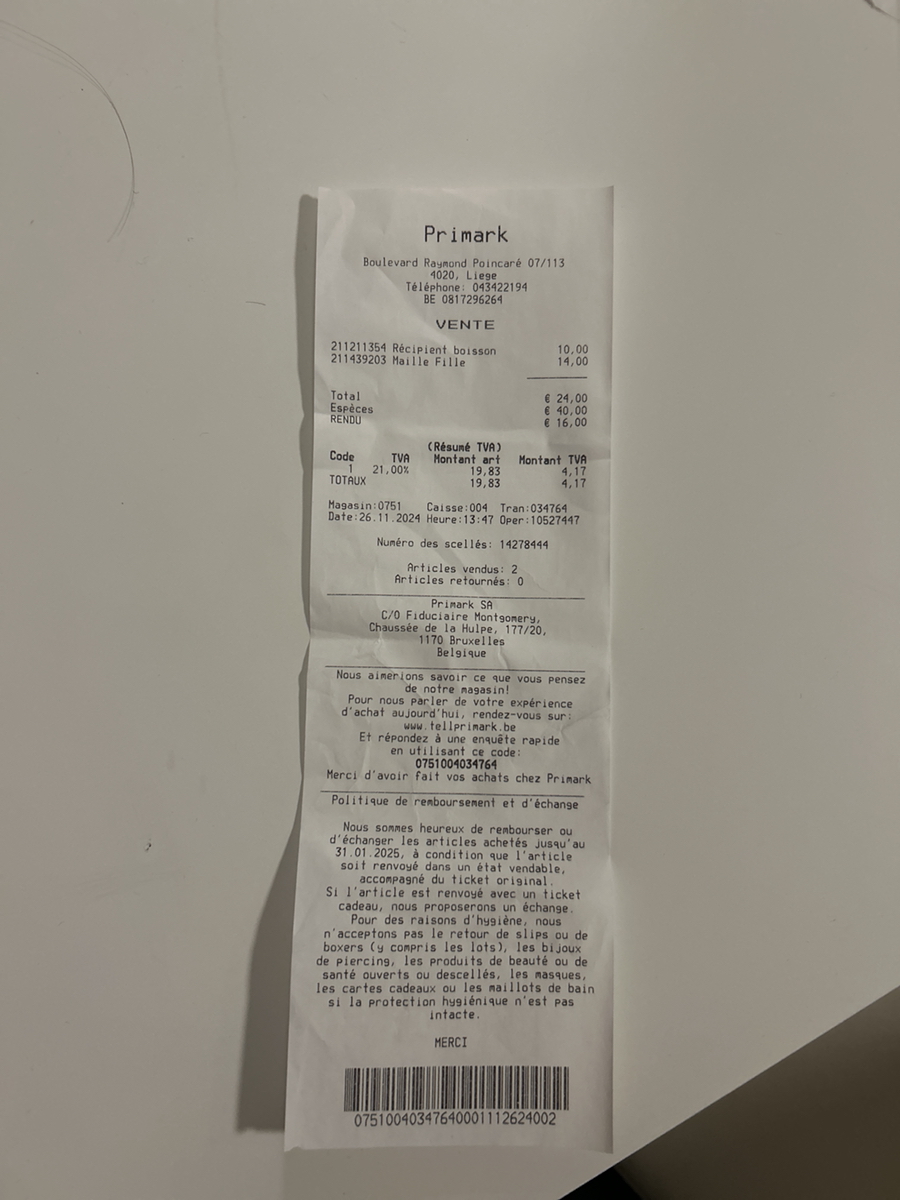 Primark
Boulevard Raymond Poincaré 07/113
4020, Liege
Téléphone: 043422194
BE 0817296264
VENTE
211211354 Récipient boisson 10,00
211439203 Maille Fille 14,00
Total € 24,00
Espèces € 40,00
RENDU € 16,00
(Résumé TVA)
Code TVA Montant art Montant TVA
1 21,00% 19,83 4,17
TOTAUX 19,83 4,17
Magasin:0751 Caisse:004 Tran:034764
Date:26.11.2024 Heure:13:47 Oper:10527447
Numéro des scellés: 14278444
Articles vendus: 2
Articles retournés: 0
Primark SA
C/O Fiduciaire Montgomery,
Chaussée de la Hulpe, 177/20,
1170 Bruxelles
Belgique
Nous aimerions savoir ce que vous pensez
de notre magasin!
Pour nous parler de votre expérience
d'achat aujourd'hui, rendez-vous sur:
www.tellprimark.be
Et répondez à une enquête rapide
en utilisant ce code:
0751004034764
Merci d'avoir fait vos achats chez Primark
Politique de remboursement et d'échange
Nous sommes heureux de rembourser ou
d'échanger les articles achetés jusqu'au
31.01.2025, à condition que l'article
soit renvoyé dans un état vendable,
accompagné du ticket original.
Si l'article est renvoyé avec un ticket
cadeau, nous proposerons un échange.
Pour des raisons d'hygiène, nous
n'acceptons pas le retour de slips ou de
boxers (y compris les lots), les bijoux
de piercing, les produits de beauté ou de
santé ouverts ou descellés, les masques,
les cartes cadeaux ou les maillots de bain
si la protection hygiénique n'est pas
intacte.
MERCI
07510040347640001112624002